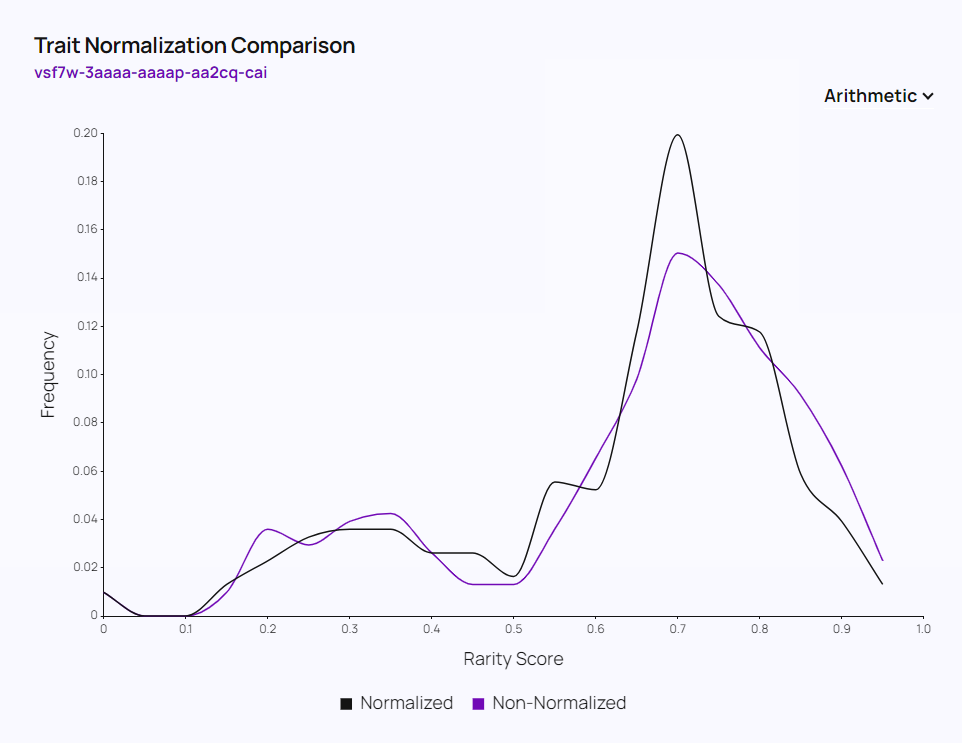 Trait Normalization Comparison
vsf7w-3aaaa-aaaap-aa2cq-cai
Arithmetic
0.20
0.18
0.16
0.14
0.12
0.10
0.08
0.06
0.04
0.02
0
Frequency
0 0.1 0.2 0.3 0.4 0.5 0.6 0.7 0.8 0.9 1.0
Rarity Score
Normalized Non-Normalized